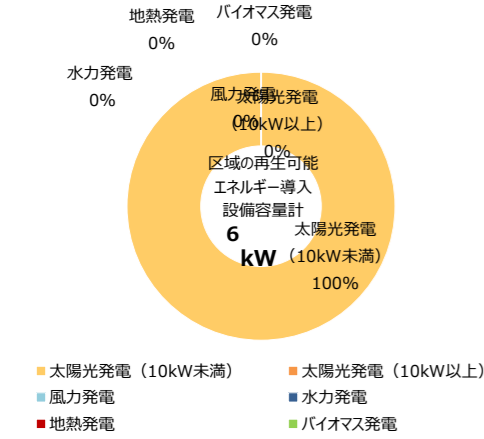 地熱発電
0%
バイオマス発電
0%
水力発電
0%
風力発電
0%
太陽光発電
（10kW以上）
0%
区域の再生可能
エネルギー導入
設備容量計
6
kW
太陽光発電
（10kW未満）
100%
太陽光発電（10kW未満）
太陽光発電（10kW以上）
風力発電
水力発電
地熱発電
バイオマス発電